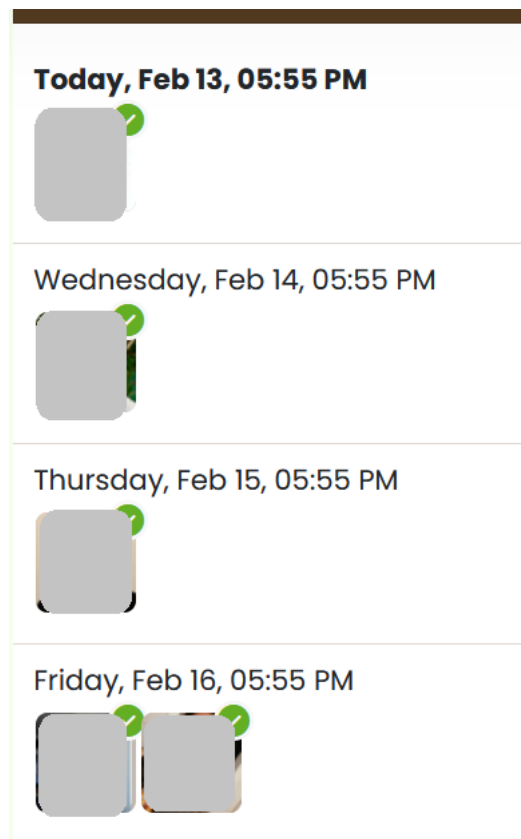 Today, Feb 13, 05:55 PM
Wednesday, Feb 14, 05:55 PM
Thursday, Feb 15, 05:55 PM
Friday, Feb 16, 05:55 PM